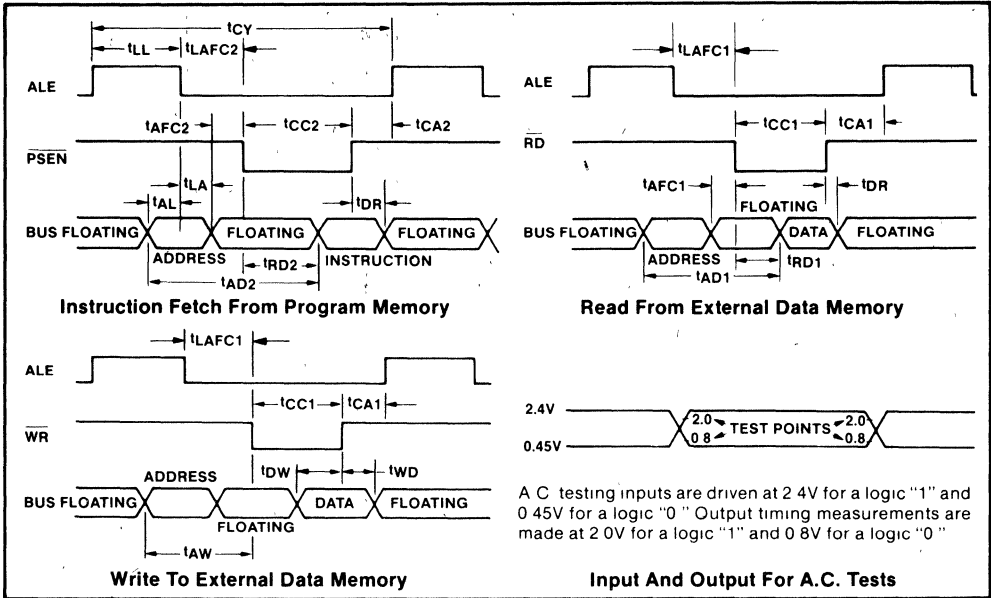 tCY
tLL tLAFC2
ALE
tAFC2 tCC2 tCA2
PSEN
tLA
tAL tDR
BUS FLOATING FLOATING FLOATING
ADDRESS tRD2 INSTRUCTION
tAD2
Instruction Fetch From Program Memory
tLAFC1
ALE
tCC1 tCA1
RD
tAFC1 tDR
FLOATING
BUS FLOATING DATA FLOATING
ADDRESS tRD1
tAD1
Read From External Data Memory
tLAFC1
ALE
tCC1 tCA1
WR
ADDRESS tDW tWD
BUS FLOATING DATA FLOATING
FLOATING
tAW
Write To External Data Memory
2.4V 2.0 TEST POINTS 2.0
0.45V 0 8 0.8
A C testing inputs are driven at 2 4V for a logic "1" and
0 45V for a logic "0 " Output timing measurements are
made at 2 0V for a logic "1" and 0 8V for a logic "0 "
Input And Output For A.C. Tests